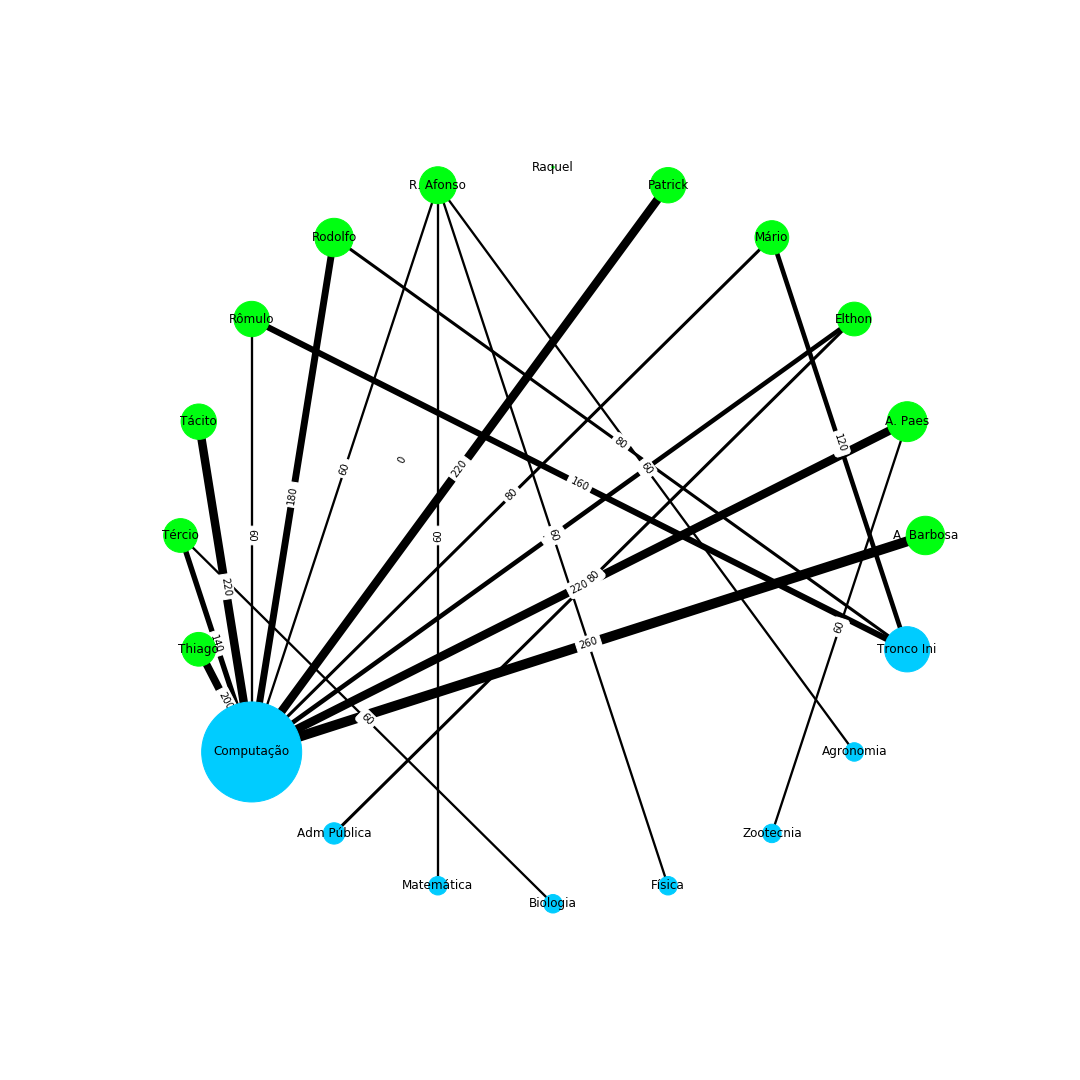 Raquel
R. Afonso
Patrick
Rodolfo
Mário
Rômulo
Elthon
Tácito
A. Paes
80
120
0
60
220
60
160
80
180
Tércio
60
60
60
A. Barbosa
80
220
220
60
140
260
Thiago
Tronco Ini
200
60
Computação
Agronomia
Adm Pública
Zootecnia
Matemática
Física
Biologia